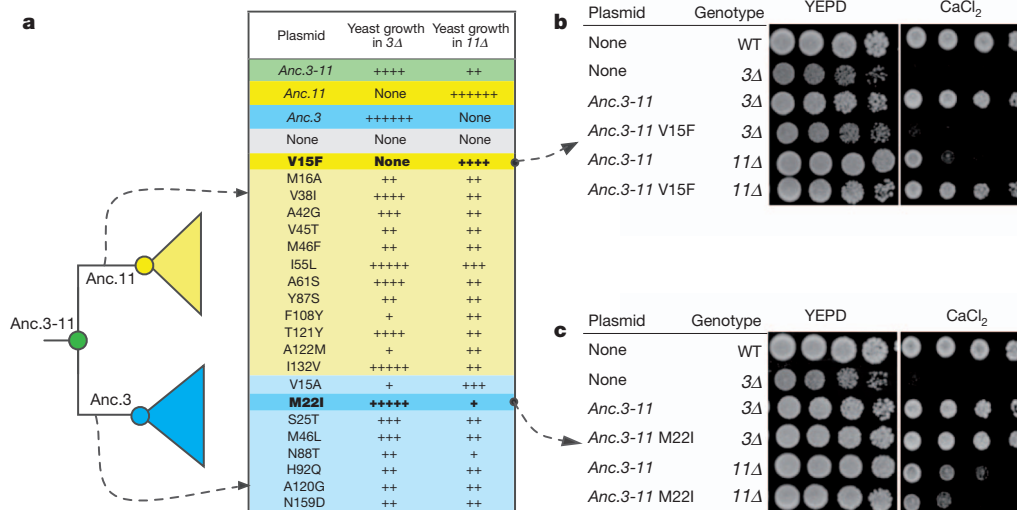 a
Plasmid Yeast growth in 3Δ Yeast growth in 11Δ
Anc.3-11 ++++ ++
Anc.11 None ++++++
Anc.3 ++++++ None
None None None
V15F None ++++
M16A ++ ++
V38I ++++ ++
A42G +++ ++
V45T ++ ++
M46F ++ ++
I55L +++++ +++
A61S ++++ ++
Y87S ++ ++
F108Y + ++
T121Y ++++ ++
A122M + ++
I132V +++++ ++
V15A + +++
M22I +++++ +
S25T +++ ++
M46L +++ ++
N88T ++ +
H92Q ++ ++
A120G ++ ++
N159D ++ ++
Anc.11
Anc.3-11
Anc.3
b
Plasmid Genotype YEPD CaCl2
None WT
None 3Δ
Anc.3-11 3Δ
Anc.3-11 V15F 3Δ
Anc.3-11 11Δ
Anc.3-11 V15F 11Δ
c
Plasmid Genotype YEPD CaCl2
None WT
None 3Δ
Anc.3-11 3Δ
Anc.3-11 M22I 3Δ
Anc.3-11 11Δ
Anc.3-11 M22I 11Δ